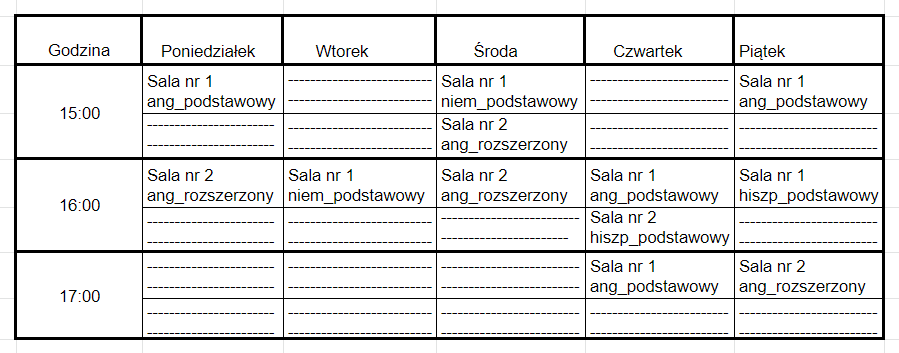 Godzina Poniedziałek Wtorek Środa Czwartek Piątek
15:00
Sala nr 1
ang_podstawowy
--------------------------
--------------------------
Sala nr 1
niem_podstawowy
-------------------------
-------------------------
Sala nr 1
ang_podstawowy
-----------------------
-----------------------
--------------------------
--------------------------
Sala nr 2
ang_rozszerzony
-------------------------
-------------------------
-------------------------
-------------------------
16:00
Sala nr 2
ang_rozszerzony
Sala nr 1
niem_podstawowy
Sala nr 2
ang_rozszerzony
Sala nr 1
ang_podstawowy
Sala nr 1
hiszp_podstawowy
-----------------------
-----------------------
--------------------------
--------------------------
-------------------------
-----------------------
Sala nr 2
hiszp_podstawowy
-------------------------
-------------------------
17:00
-----------------------
-----------------------
--------------------------
--------------------------
-------------------------
-------------------------
Sala nr 1
ang_podstawowy
Sala nr 2
ang_rozszerzony
-----------------------
-----------------------
--------------------------
--------------------------
-------------------------
-------------------------
-------------------------
-------------------------
-------------------------
-------------------------